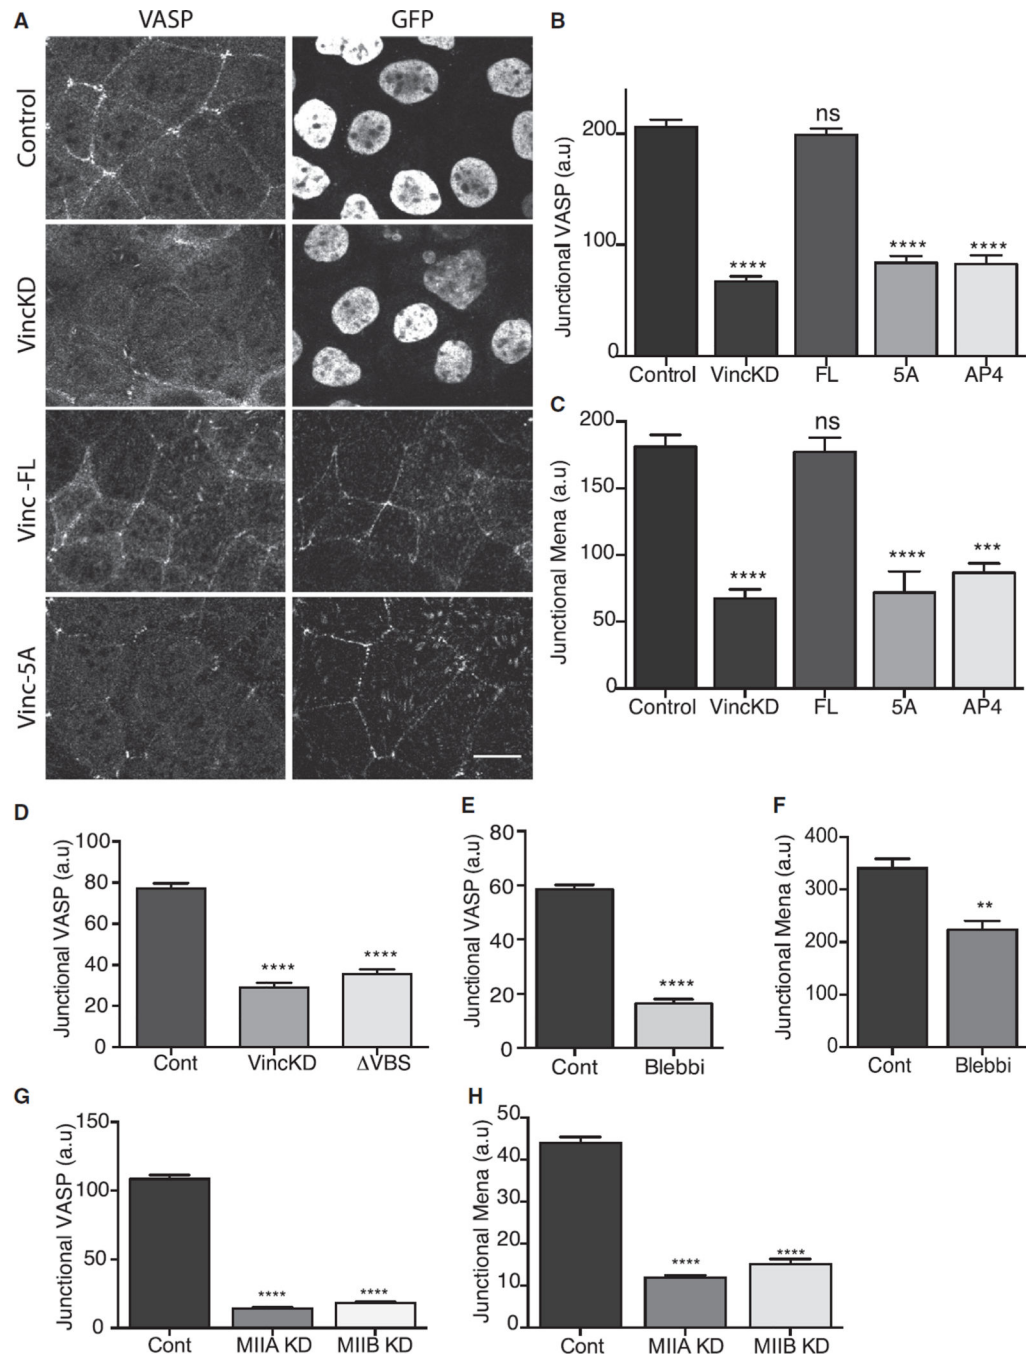 A
VASP
GFP
Control
VincKD
Vinc -FL
Vinc-5A
B
Junctional VASP (a.u)
200
100
0
****
ns
****
****
Control VincKD FL 5A AP4
C
Junctional Mena (a.u)
200
150
100
50
0
****
ns
****
***
Control VincKD FL 5A AP4
D
Junctional VASP (a.u)
100
80
60
40
20
0
****
****
Cont VincKD ΔVBS
E
Junctional VASP (a.u)
80
60
40
20
0
****
Cont Blebbi
F
Junctional Mena (a.u)
400
300
200
100
0
**
Cont Blebbi
G
Junctional VASP (a.u)
150
100
50
0
****
****
Cont MIIA KD MIIB KD
H
Junctional Mena (a.u)
50
40
30
20
10
0
****
****
Cont MIIA KD MIIB KD